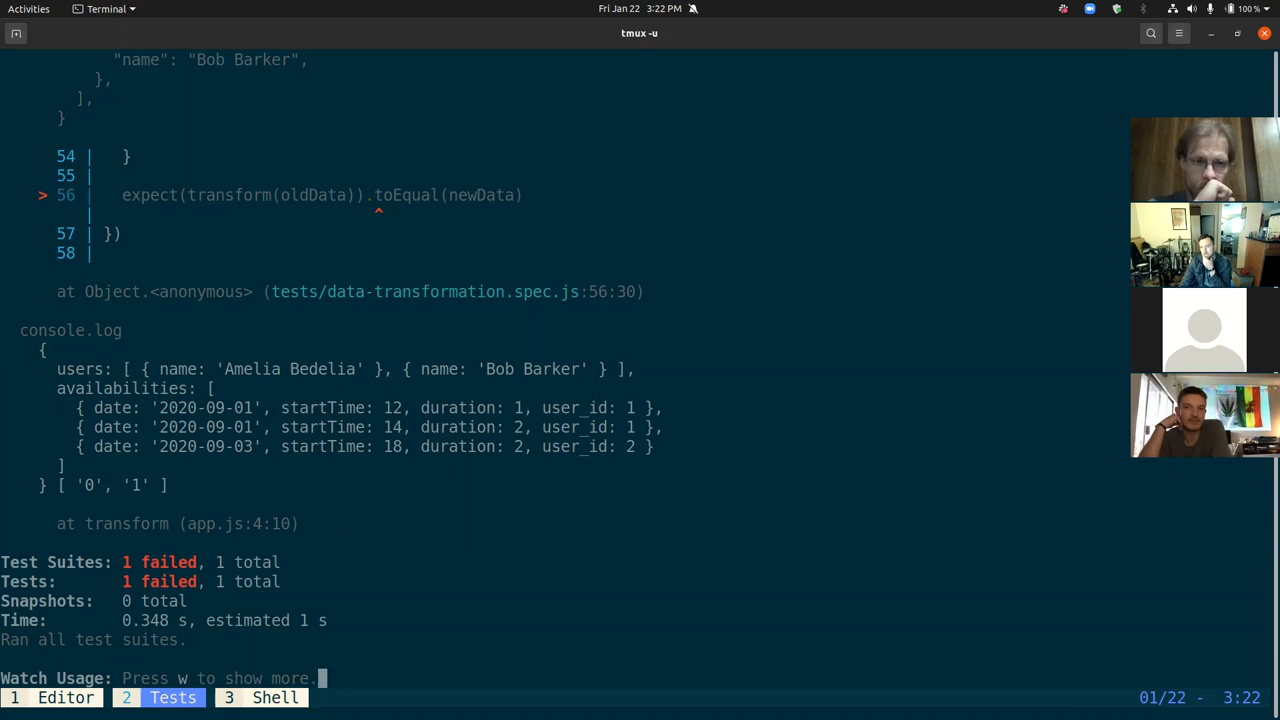 Activities Terminal Fri Jan 22 3:22 PM 100 %
tmux -u
"name": "Bob Barker",
},
],
}
54 | }
55 |
> 56 | expect(transform(oldData)).toEqual(newData)
| ^
57 | })
58 |
at Object.<anonymous> (tests/data-transformation.spec.js:56:30)
console.log
{
users: [ { name: 'Amelia Bedelia' }, { name: 'Bob Barker' } ],
availabilities: [
{ date: '2020-09-01', startTime: 12, duration: 1, user_id: 1 },
{ date: '2020-09-01', startTime: 14, duration: 2, user_id: 1 },
{ date: '2020-09-03', startTime: 18, duration: 2, user_id: 2 }
]
} [ '0', '1' ]
at transform (app.js:4:10)
Test Suites: 1 failed, 1 total
Tests: 1 failed, 1 total
Snapshots: 0 total
Time: 0.348 s, estimated 1 s
Ran all test suites.
Watch Usage: Press w to show more.
1 Editor 2 Tests 3 Shell 01/22 - 3:22